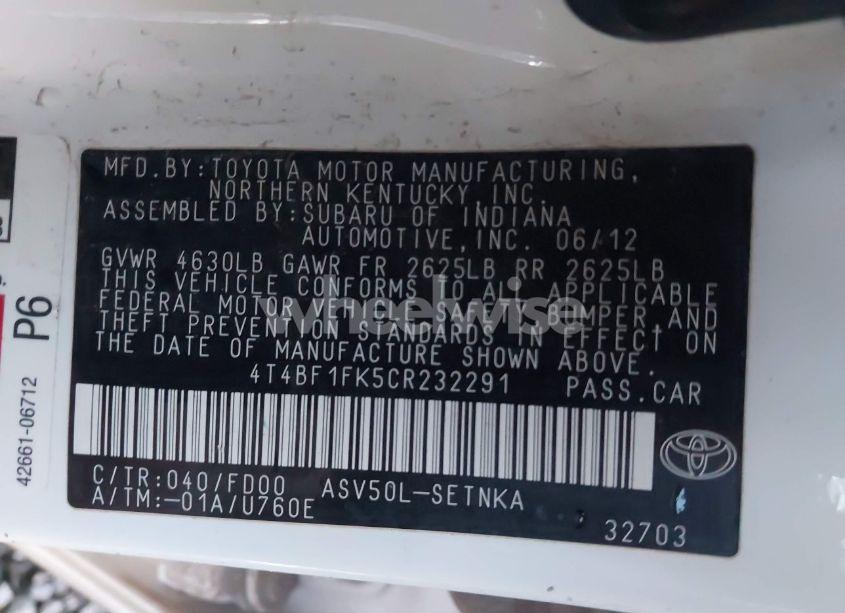 MFD.BY:TOYOTA MOTOR MANUFACTURING,
NORTHERN KENTUCKY,INC.
ASSEMBLED BY:SUBARU OF INDIANA
AUTOMOTIVE,INC. 06/12
GVWR 4630LB GAWR FR 2625LB RR 2625LB
THIS VEHICLE CONFORMS TO ALL APPLICABLE
FEDERAL MOTOR VEHICLE SAFETY,BUMPER,AND
THEFT PREVENTION STANDARDS IN EFFECT ON
THE DATE OF MANUFACTURE SHOWN ABOVE.
4T4BF1FK5CR232291 PASS.CAR
C/TR:040/FD00 ASV50L-SETNKA
A/TM:-01A/U760E
32703
P6
42661-06712
wheelwise